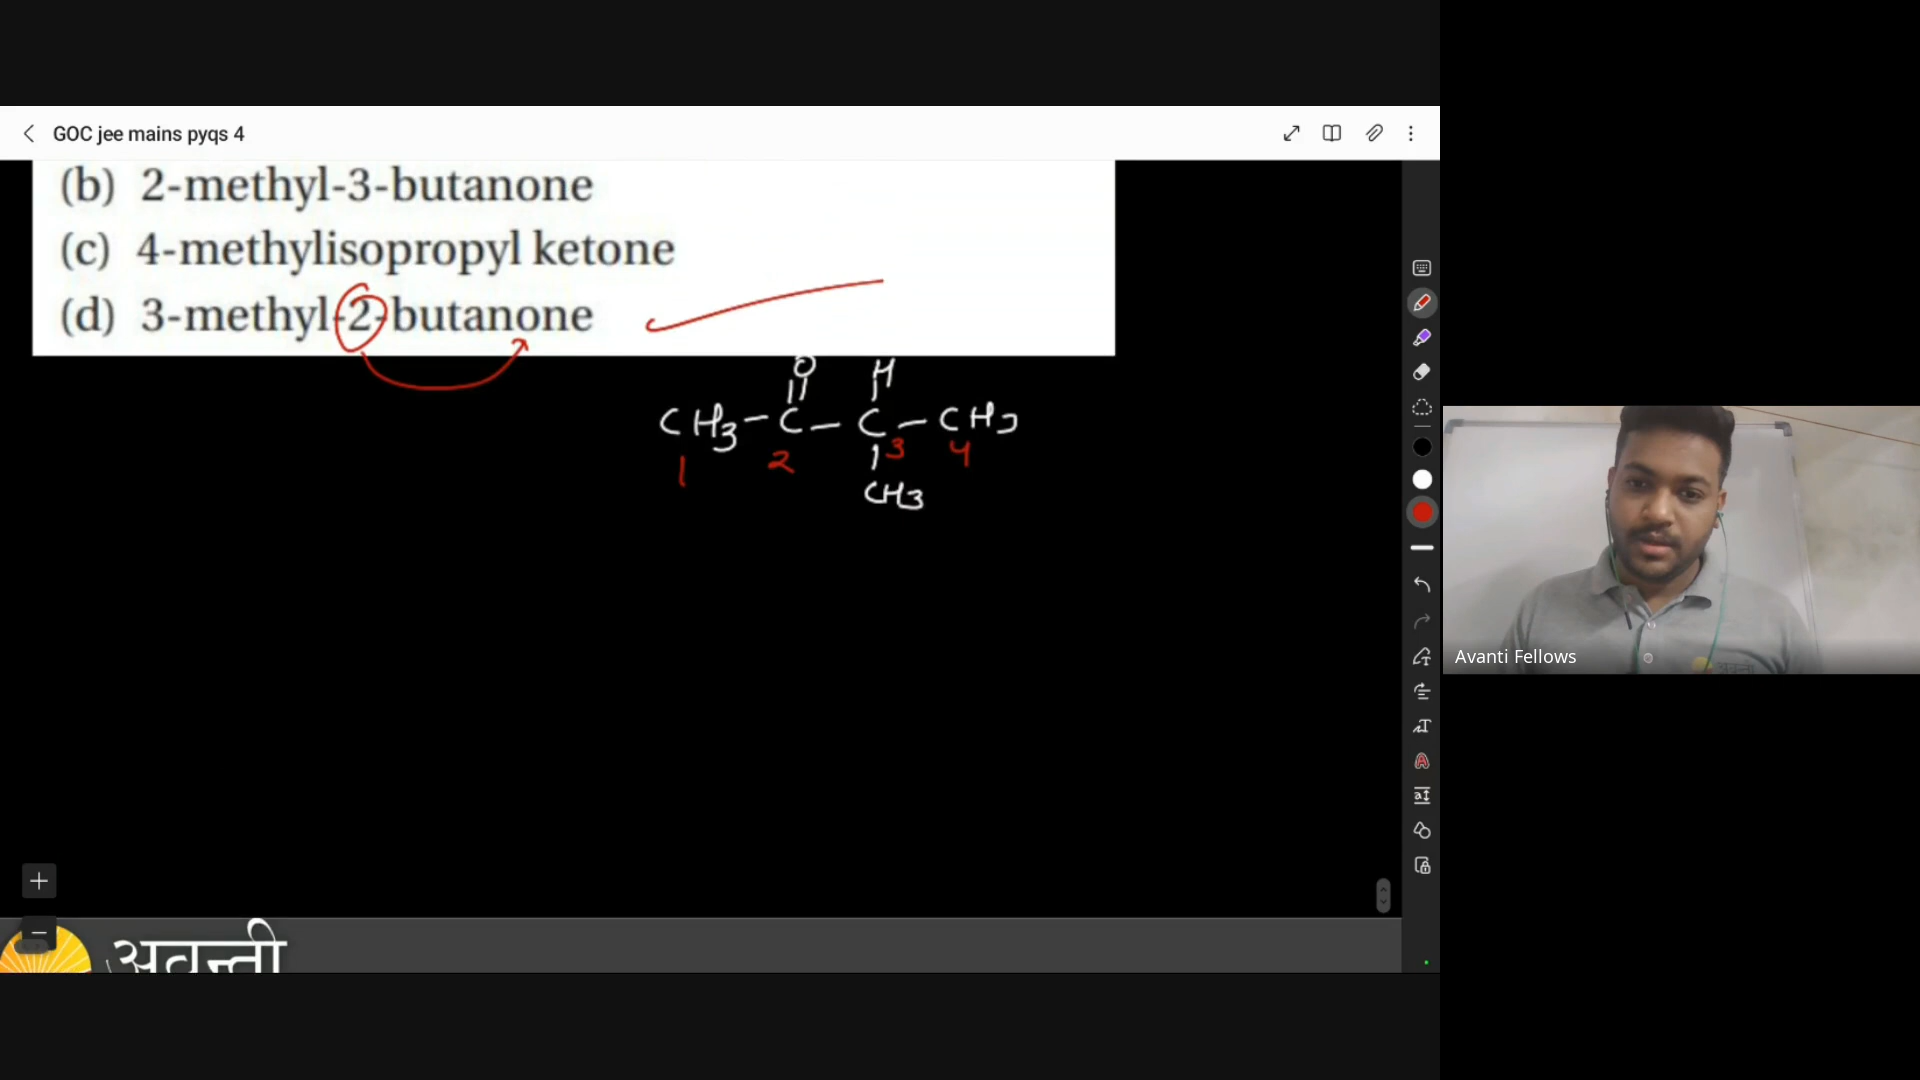 GOC jee mains pyqs 4
(b) 2-methyl-3-butanone
(c) 4-methylisopropyl ketone
(d) 3-methyl-2-butanone
O H
CH3-C-C-CH3
1 2 3 4
CH3
Avanti Fellows
अवन्ती